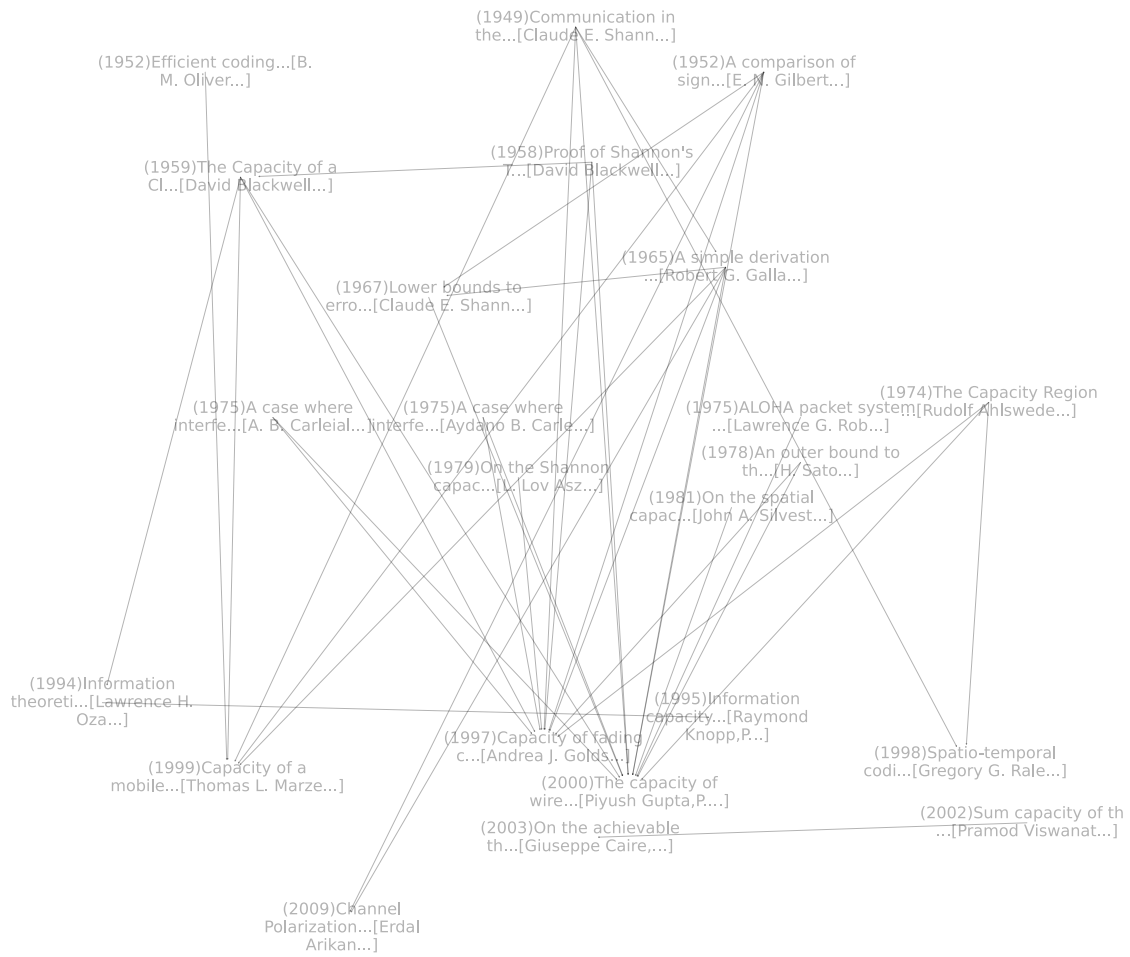 (1949)Communication in
the...[Claude E. Shann...]
(1952)Efficient coding...[B.
M. Oliver...]
(1952)A comparison of
sign...[E. N. Gilbert...]
(1958)Proof of Shannon's
T...[David Blackwell...]
(1959)The Capacity of a
Cl...[David Blackwell...]
(1965)A simple derivation
...[Robert G. Galla...]
(1967)Lower bounds to
erro...[Claude E. Shann...]
(1974)The Capacity Region
...[Rudolf Ahlswede...]
(1975)A case where
interfe...[A. B. Carleial...]
(1975)A case where
interfe...[Aydano B. Carle...]
(1975)ALOHA packet system
...[Lawrence G. Rob...]
(1978)An outer bound to
th...[H. Sato...]
(1979)On the Shannon
capac...[L. Lov Asz...]
(1981)On the spatial
capac...[John A. Silvest...]
(1994)Information
theoreti...[Lawrence H.
Oza...]
(1995)Information
capacity...[Raymond
Knopp,P...]
(1997)Capacity of fading
c...[Andrea J. Golds...]
(1998)Spatio-temporal
codi...[Gregory G. Rale...]
(1999)Capacity of a
mobile...[Thomas L. Marze...]
(2000)The capacity of
wire...[Piyush Gupta,P....]
(2002)Sum capacity of th
...[Pramod Viswanat...]
(2003)On the achievable
th...[Giuseppe Caire,...]
(2009)Channel
Polarization...[Erdal
Arikan...]